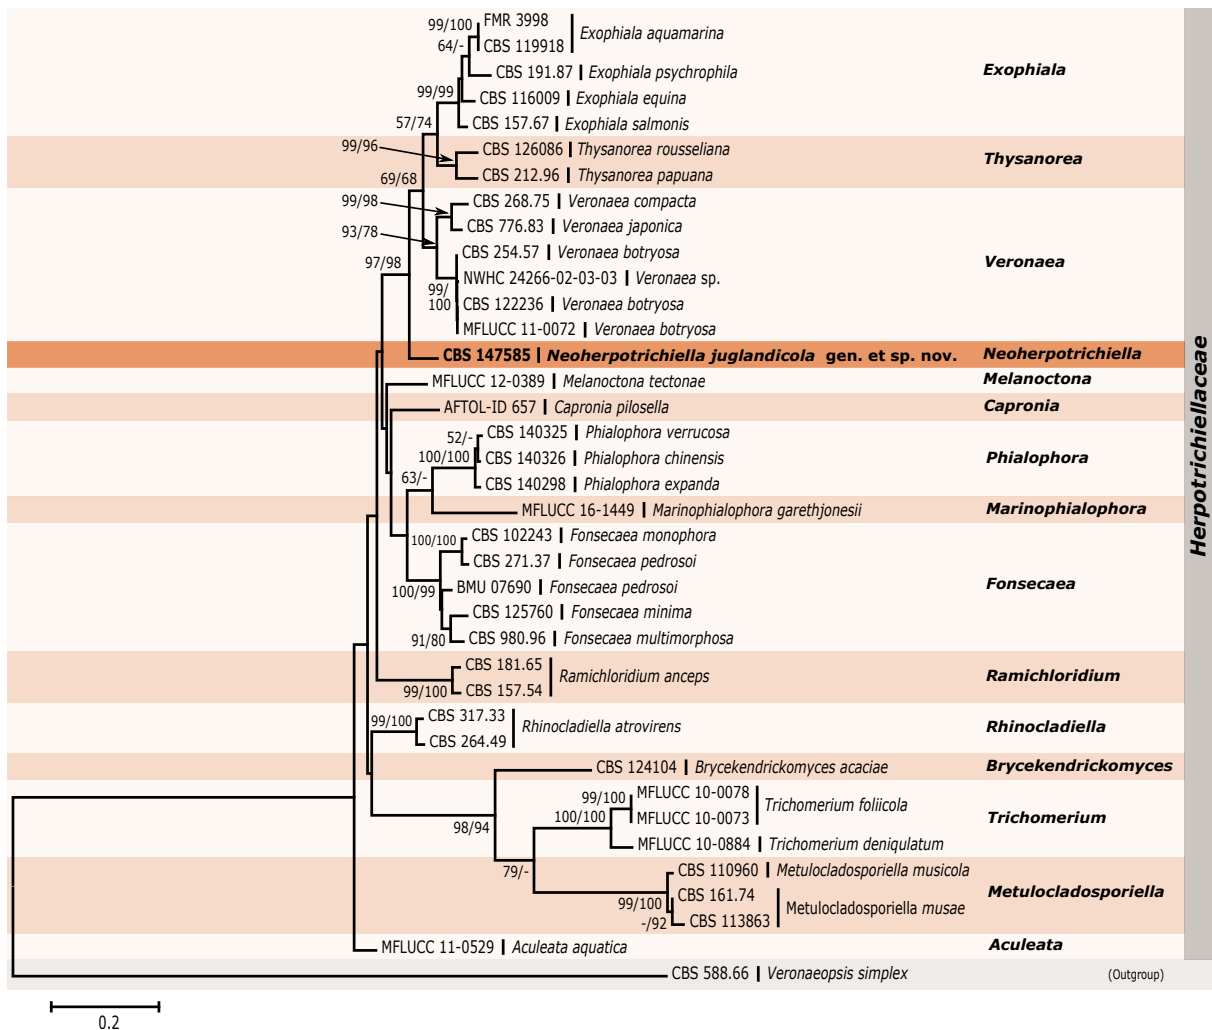 99/100
FMR 3998
CBS 119918
Exophiala aquamarina
64/-
CBS 191.87 Exophiala psychrophila
Exophiala
99/99
CBS 116009 Exophiala equina
57/74
CBS 157.67 Exophiala salmonis
99/96
CBS 126086 Thysanorea rousseliana
Thysanorea
CBS 212.96 Thysanorea papuana
69/68
99/98
CBS 268.75 Veronaea compacta
CBS 776.83 Veronaea japonica
93/78
CBS 254.57 Veronaea botryosa
Veronaea
97/98
NWHC 24266-02-03-03 Veronaea sp.
99/
100
CBS 122236 Veronaea botryosa
MFLUCC 11-0072 Veronaea botryosa
CBS 147585 Neoherpotrichiella juglandicola gen. et sp. nov.
Neoherpotrichiella
MFLUCC 12-0389 Melanoctona tectonae
Melanoctona
AFTOL-ID 657 Capronia pilosella
Capronia
52/-
CBS 140325 Phialophora verrucosa
100/100
CBS 140326 Phialophora chinensis
Phialophora
63/-
CBS 140298 Phialophora expanda
MFLUCC 16-1449 Marinophialophora garethjonesii
Marinophialophora
100/100
CBS 102243 Fonsecaea monophora
CBS 271.37 Fonsecaea pedrosoi
100/99
BMU 07690 Fonsecaea pedrosoi
Fonsecaea
CBS 125760 Fonsecaea minima
91/80
CBS 980.96 Fonsecaea multimorphosa
CBS 181.65
99/100
CBS 157.54
Ramichloridium anceps
Ramichloridium
99/100
CBS 317.33
CBS 264.49
Rhinocladiella atrovirens
Rhinocladiella
CBS 124104 Brycekendrickomyces acaciae
Brycekendrickomyces
98/94
99/100
MFLUCC 10-0078
MFLUCC 10-0073
Trichomerium foliicola
100/100
Trichomerium
MFLUCC 10-0884 Trichomerium deniqulatum
79/-
CBS 110960 Metulocladosporiella musicola
99/100
CBS 161.74
-/92
CBS 113863
Metulocladosporiella musae
Metulocladosporiella
MFLUCC 11-0529 Aculeata aquatica
Aculeata
CBS 588.66 Veronaeopsis simplex
(Outgroup)
Herpotrichiellaceae
0.2